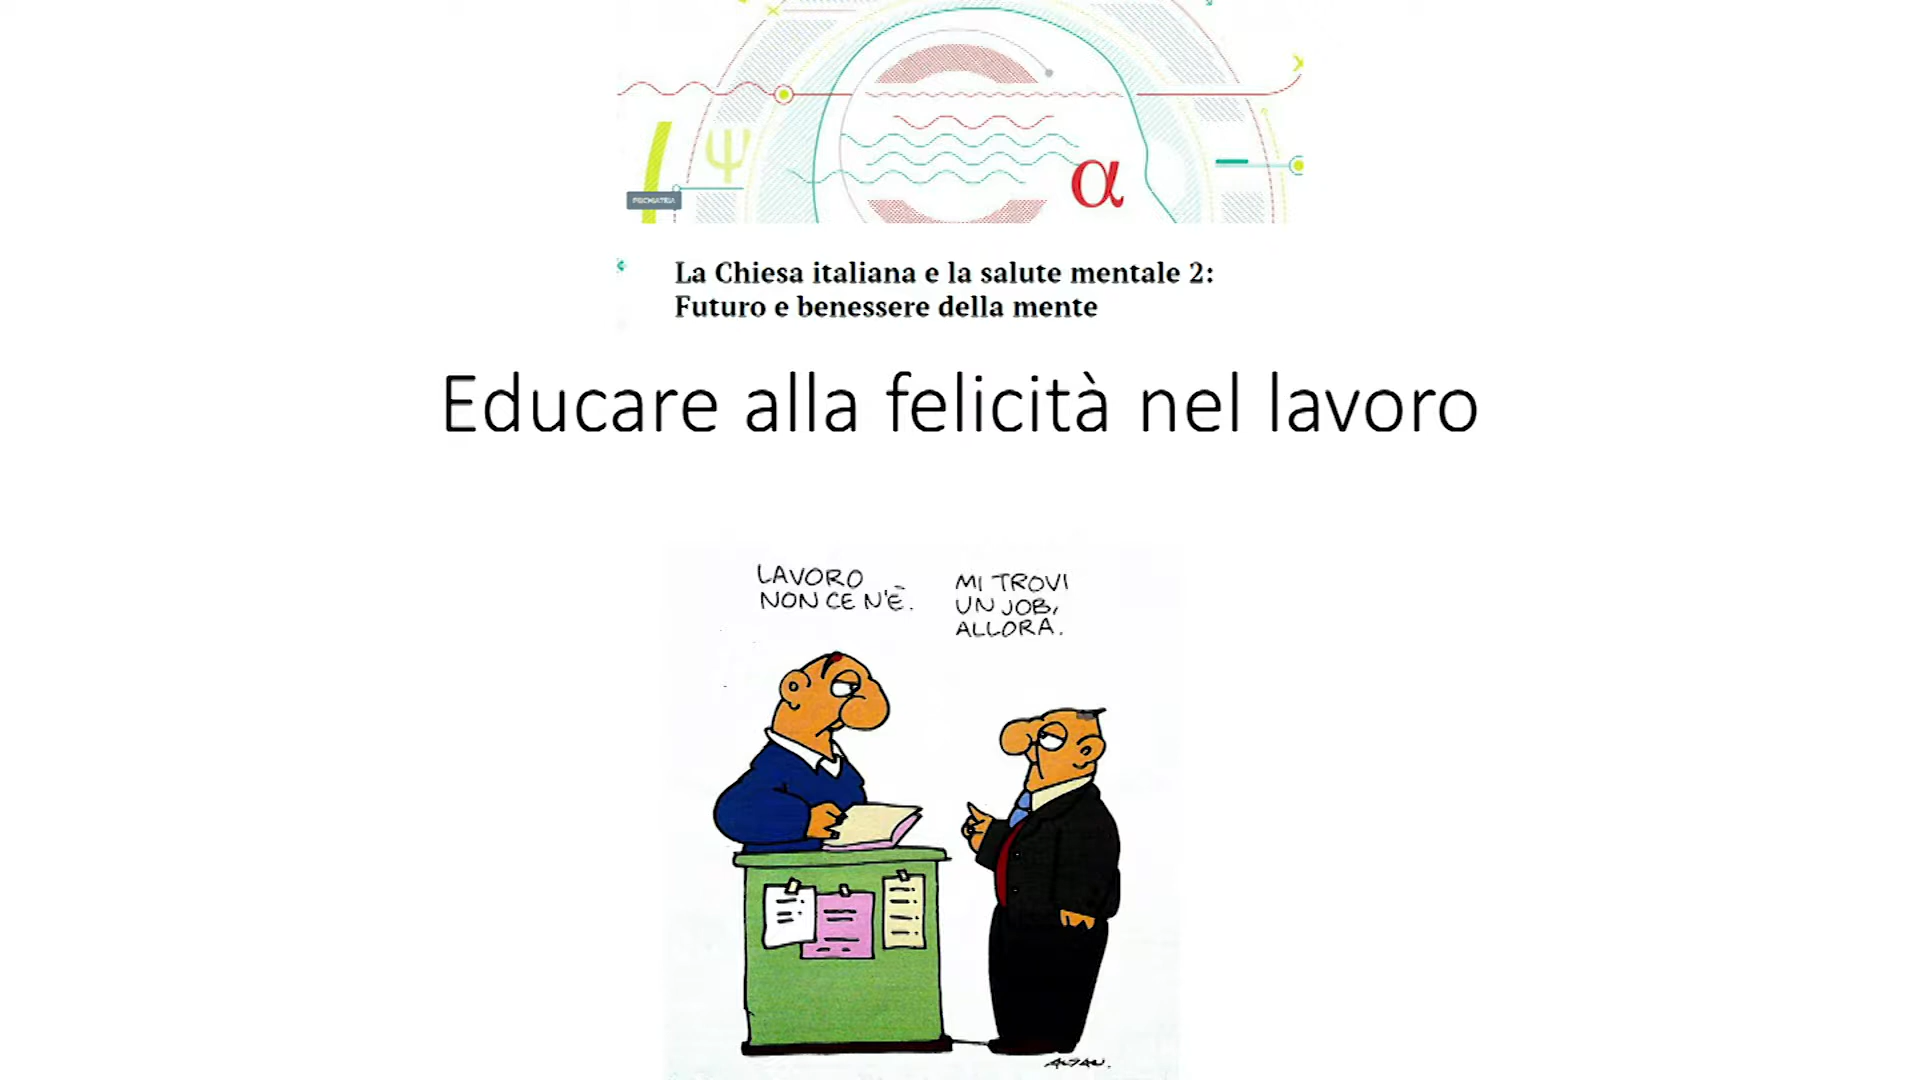 ψ
α
PSICHIATRIA
La Chiesa italiana e la salute mentale 2:
Futuro e benessere della mente
Educare alla felicità nel lavoro
LAVORO
NON CE N'È.
MI TROVI
UN JOB,
ALLORA.
ALTAN.